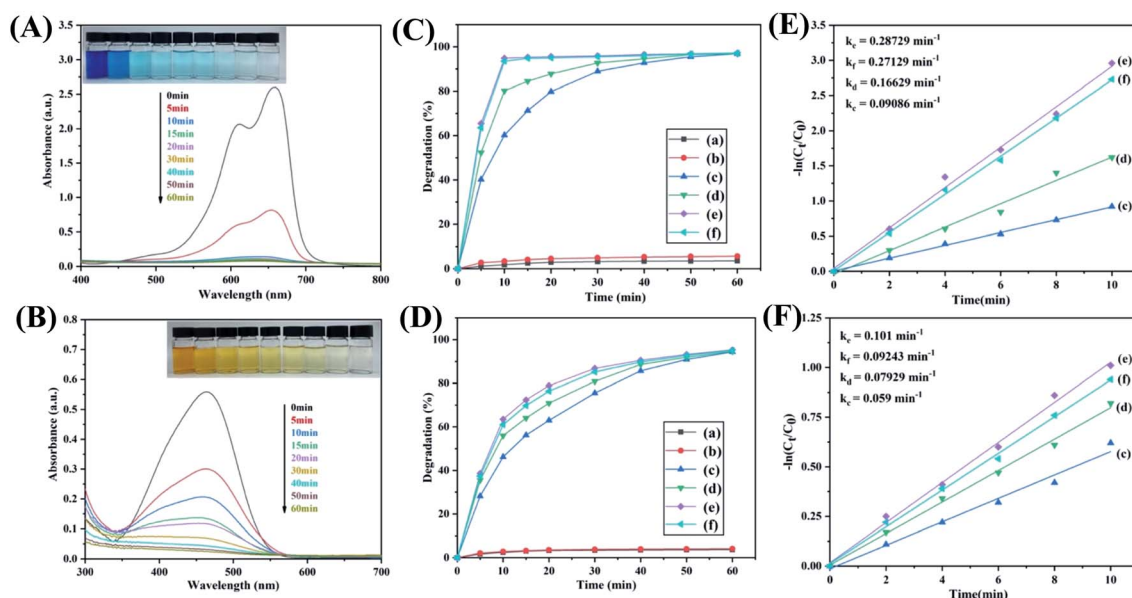 (A)
3.5
3.0
2.5
2.0
1.5
1.0
0.5
0.0
Absorbance (a.u.)
0min
5min
10min
15min
20min
30min
40min
50min
60min
400 500 600 700 800
Wavelength (nm)
(C)
100
80
60
40
20
0
Degradation (%)
(a)
(b)
(c)
(d)
(e)
(f)
0 10 20 30 40 50 60
Time (min)
(E)
3.0
2.5
2.0
1.5
1.0
0.5
0.0
-ln(Ct/C0)
ke = 0.28729 min-1
kf = 0.27129 min-1
kd = 0.16629 min-1
kc = 0.09086 min-1
(e)
(f)
(d)
(c)
0 2 4 6 8 10
Time(min)
(B)
0.8
0.7
0.6
0.5
0.4
0.3
0.2
0.1
0.0
Absorbance (a.u.)
0min
5min
10min
15min
20min
30min
40min
50min
60min
300 400 500 600 700
Wavelength (nm)
(D)
100
80
60
40
20
0
Degradation (%)
(a)
(b)
(c)
(d)
(e)
(f)
0 10 20 30 40 50 60
Time (min)
(F)
1.25
1.00
0.75
0.50
0.25
0.00
-ln(Ct/C0)
ke = 0.101 min-1
kf = 0.09243 min-1
kd = 0.07929 min-1
kc = 0.059 min-1
(e)
(f)
(d)
(c)
0 2 4 6 8 10
Time(min)